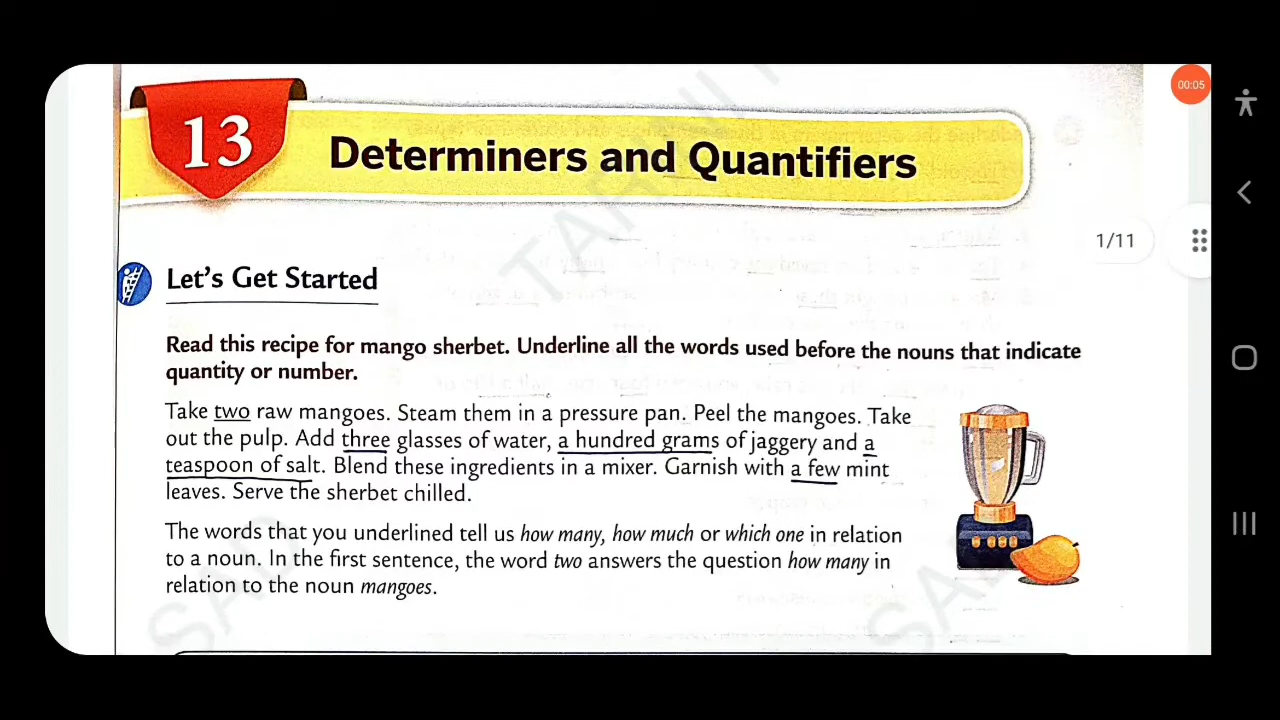 00:05
13
Determiners and Quantifiers
1/11
Let's Get Started
Read this recipe for mango sherbet. Underline all the words used before the nouns that indicate
quantity or number.
Take two raw mangoes. Steam them in a pressure pan. Peel the mangoes. Take
out the pulp. Add three glasses of water, a hundred grams of jaggery and a
teaspoon of salt. Blend these ingredients in a mixer. Garnish with a few mint
leaves. Serve the sherbet chilled.
The words that you underlined tell us how many, how much or which one in relation
to a noun. In the first sentence, the word two answers the question how many in
relation to the noun mangoes.